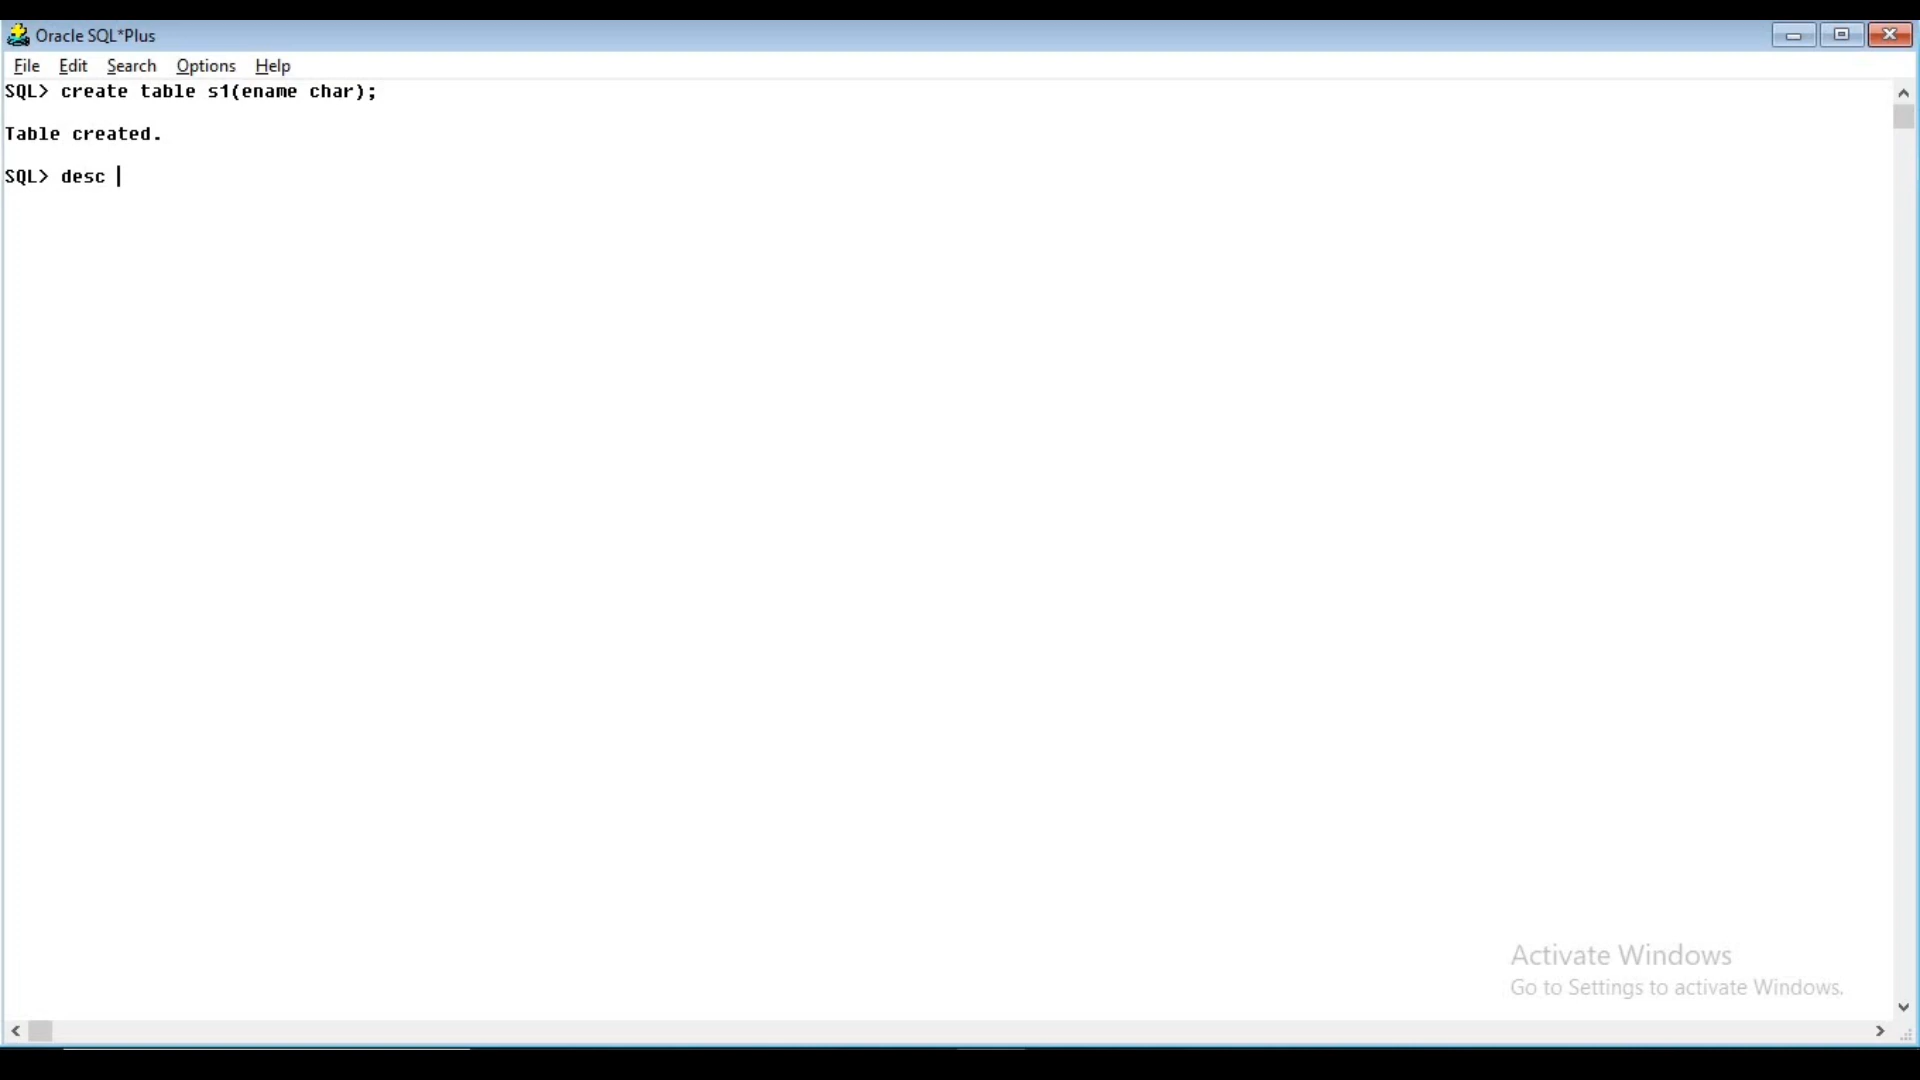 Oracle SQL*Plus
File Edit Search Options Help
SQL> create table s1(ename char);
Table created.
SQL> desc
Activate Windows
Go to Settings to activate Windows.